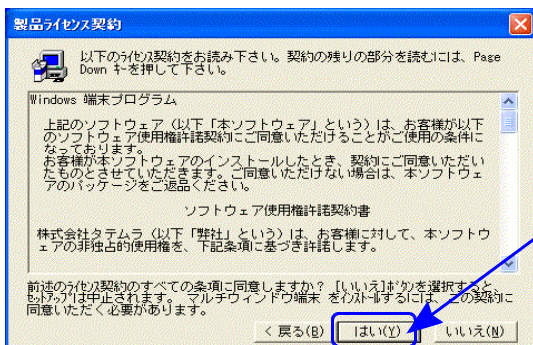 製品ライセンス契約
以下のライセンス契約をお読み下さい。契約の残りの部分を読むには、Page
Down キーを押して下さい。
Windows 端末プログラム
上記のソフトウェア（以下「本ソフトウェア」という）は、お客様が以下
のソフトウェア使用権許諾契約にご同意いただけることがご使用の条件に
なっております。
お客様が本ソフトウェアのインストールしたとき、契約にご同意いただい
たものとさせていただきます。ご同意いただけない場合は、本ソフトウェ
アのパッケージをご返品ください。
ソフトウェア使用権許諾契約書
株式会社タテムラ（以下「弊社」という）は、お客様に対して、本ソフトウ
ェアの非独占的使用権を、下記条項に基づき許諾します。
前述のライセンス契約のすべての条項に同意しますか？［いいえ］ボタンを選択すると、
セットアップは中止されます。 マルチウィンドウ端末 をインストールするには、この契約に
同意いただく必要があります。
< 戻る(B)
はい(Y)
いいえ(N)